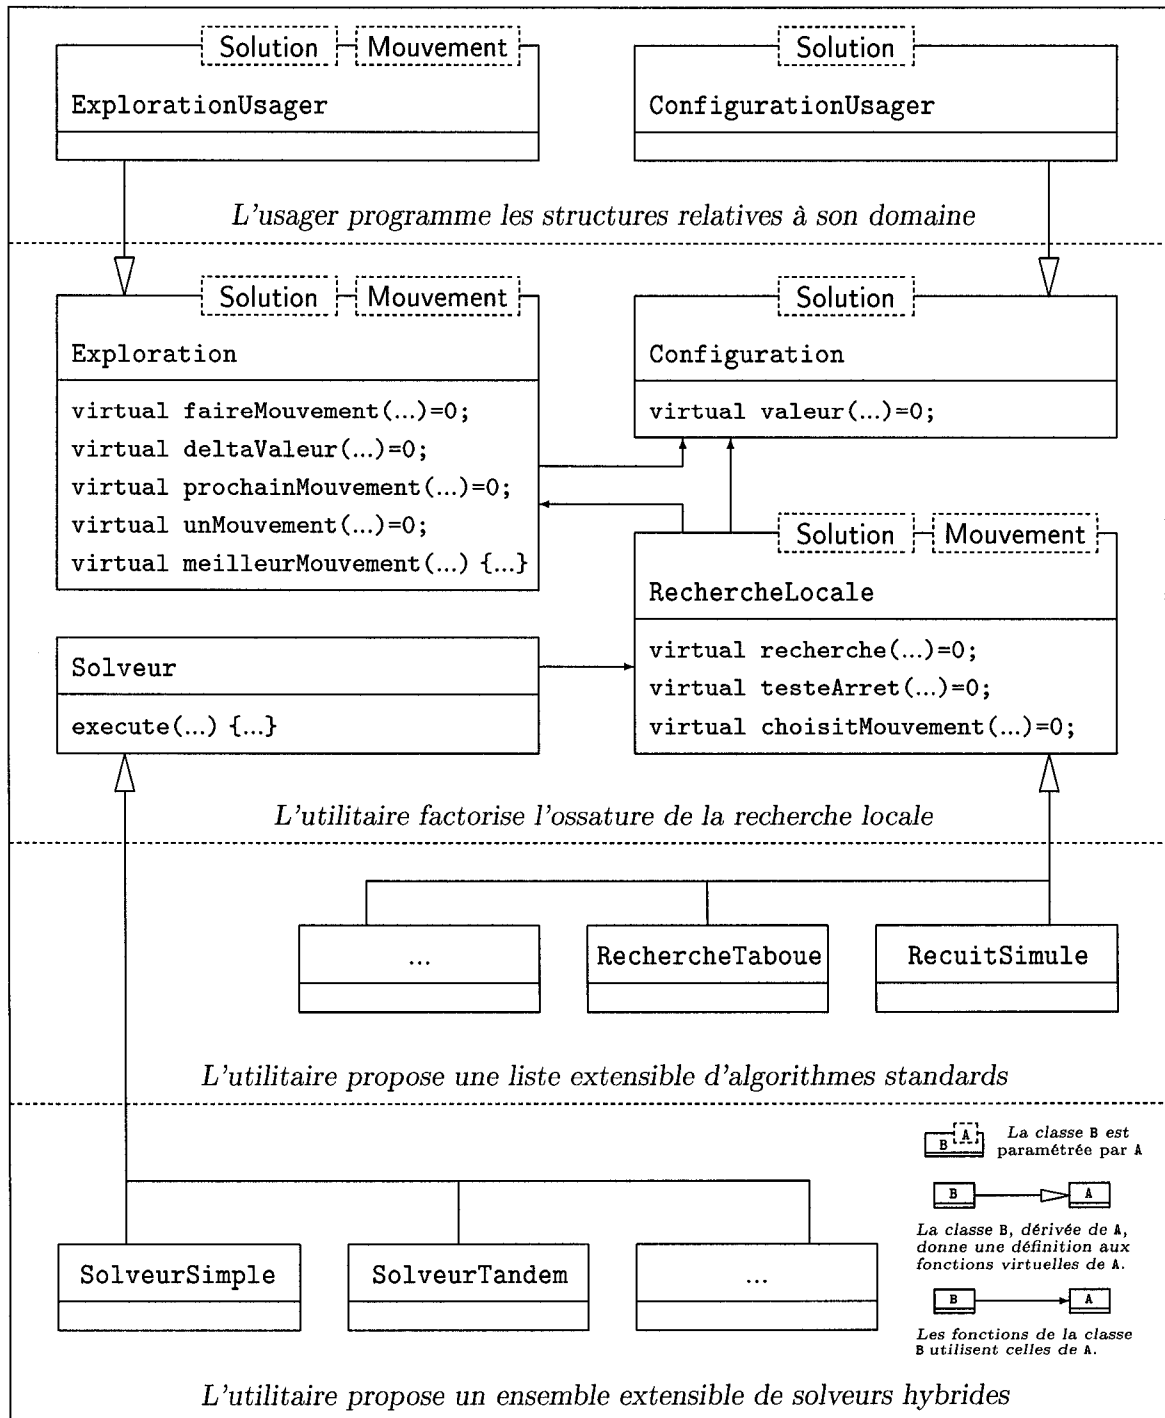 Solution Mouvement
ExplorationUsager
Solution
ConfigurationUsager
L'usager programme les structures relatives à son domaine
Solution Mouvement
Exploration
virtual faireMouvement(...)=0;
virtual deltaValeur(...)=0;
virtual prochainMouvement(...)=0;
virtual unMouvement(...)=0;
virtual meilleurMouvement(...) {...}
Solution
Configuration
virtual valeur(...)=0;
Solution Mouvement
RechercheLocale
virtual recherche(...)=0;
virtual testeArret(...)=0;
virtual choisitMouvement(...)=0;
Solveur
execute(...) {...}
L'utilitaire factorise l'ossature de la recherche locale
...
RechercheTaboue
RecuitSimule
L'utilitaire propose une liste extensible d'algorithmes standards
SolveurSimple
SolveurTandem
...
B A
La classe B est
paramétrée par A
B A
La classe B, dérivée de A,
donne une définition aux
fonctions virtuelles de A.
B A
Les fonctions de la classe
B utilisent celles de A.
L'utilitaire propose un ensemble extensible de solveurs hybrides